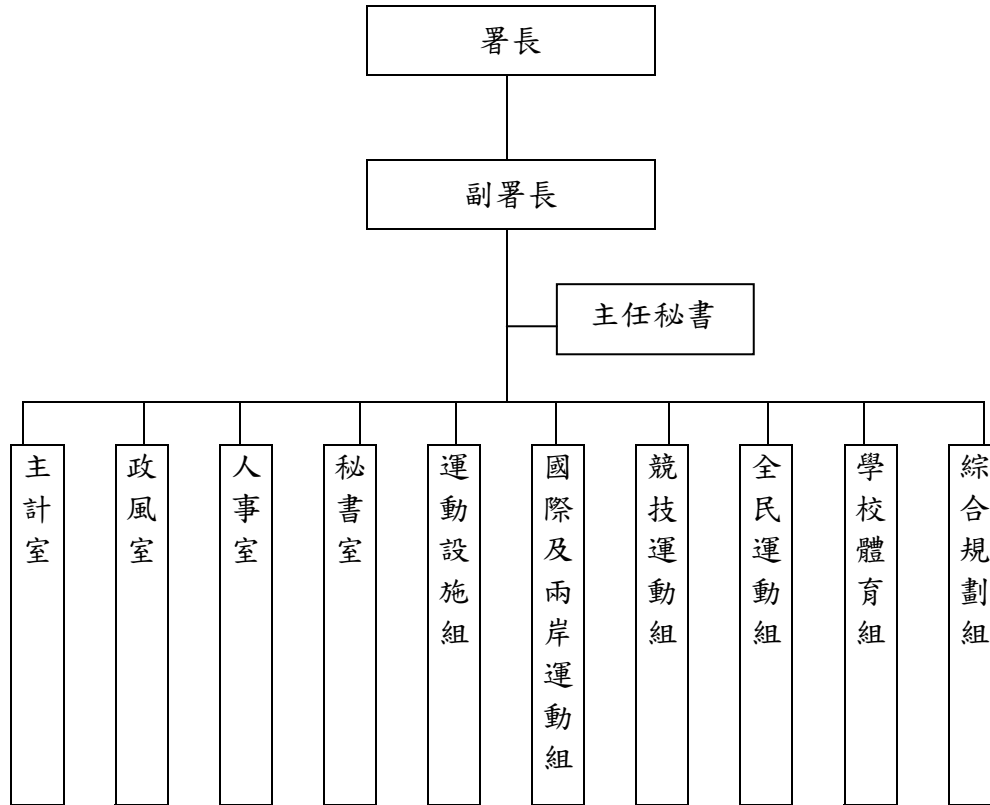 署長
副署長
主任秘書
主計室
政風室
人事室
秘書室
運動設施組
國際及兩岸運動組
競技運動組
全民運動組
學校體育組
綜合規劃組